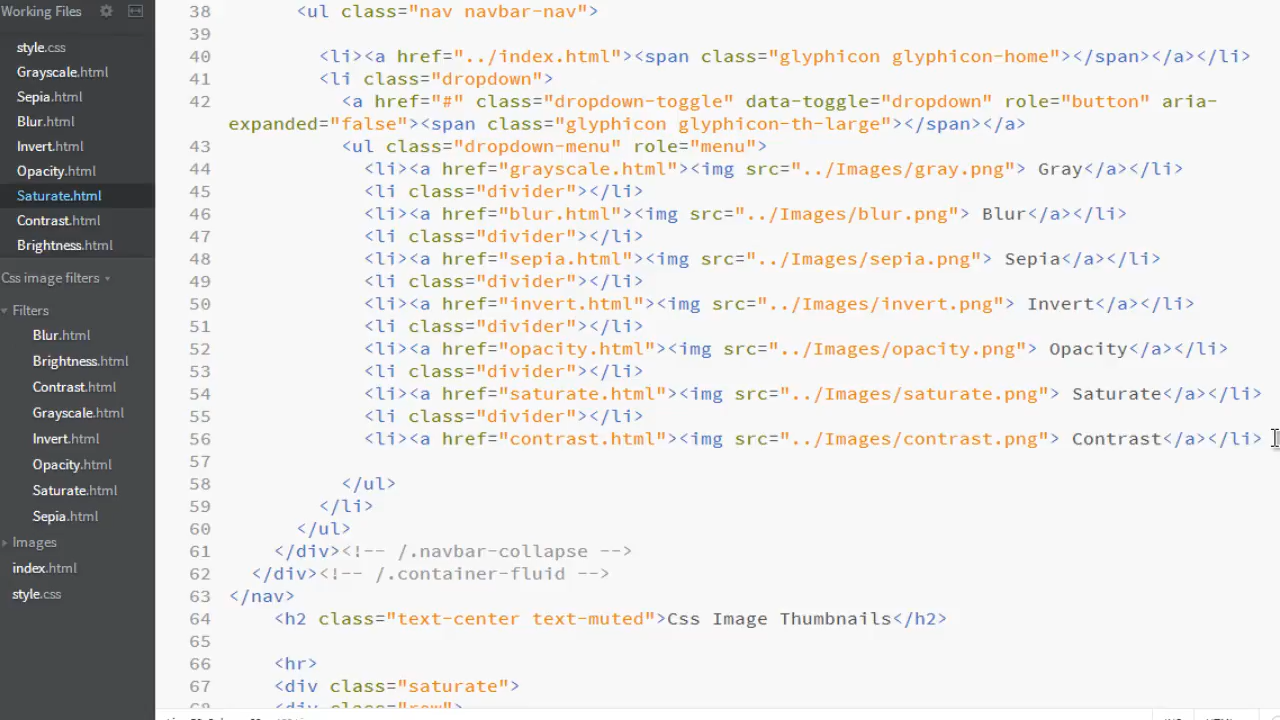 Working Files
style.css
Grayscale.html
Sepia.html
Blur.html
Invert.html
Opacity.html
Saturate.html
Contrast.html
Brightness.html
Css image filters
Filters
Blur.html
Brightness.html
Contrast.html
Grayscale.html
Invert.html
Opacity.html
Saturate.html
Sepia.html
Images
index.html
style.css
38 <ul class="nav navbar-nav">
39
40 <li><a href="../index.html"><span class="glyphicon glyphicon-home"></span></a></li>
41 <li class="dropdown">
42 <a href="#" class="dropdown-toggle" data-toggle="dropdown" role="button" aria-
expanded="false"><span class="glyphicon glyphicon-th-large"></span></a>
43 <ul class="dropdown-menu" role="menu">
44 <li><a href="grayscale.html"><img src="../Images/gray.png"> Gray</a></li>
45 <li class="divider"></li>
46 <li><a href="blur.html"><img src="../Images/blur.png"> Blur</a></li>
47 <li class="divider"></li>
48 <li><a href="sepia.html"><img src="../Images/sepia.png"> Sepia</a></li>
49 <li class="divider"></li>
50 <li><a href="invert.html"><img src="../Images/invert.png"> Invert</a></li>
51 <li class="divider"></li>
52 <li><a href="opacity.html"><img src="../Images/opacity.png"> Opacity</a></li>
53 <li class="divider"></li>
54 <li><a href="saturate.html"><img src="../Images/saturate.png"> Saturate</a></li>
55 <li class="divider"></li>
56 <li><a href="contrast.html"><img src="../Images/contrast.png"> Contrast</a></li>
57
58 </ul>
59 </li>
60 </ul>
61 </div><!-- /.navbar-collapse -->
62 </div><!-- /.container-fluid -->
63 </nav>
64 <h2 class="text-center text-muted">Css Image Thumbnails</h2>
65
66 <hr>
67 <div class="saturate">
68 <div class="row">